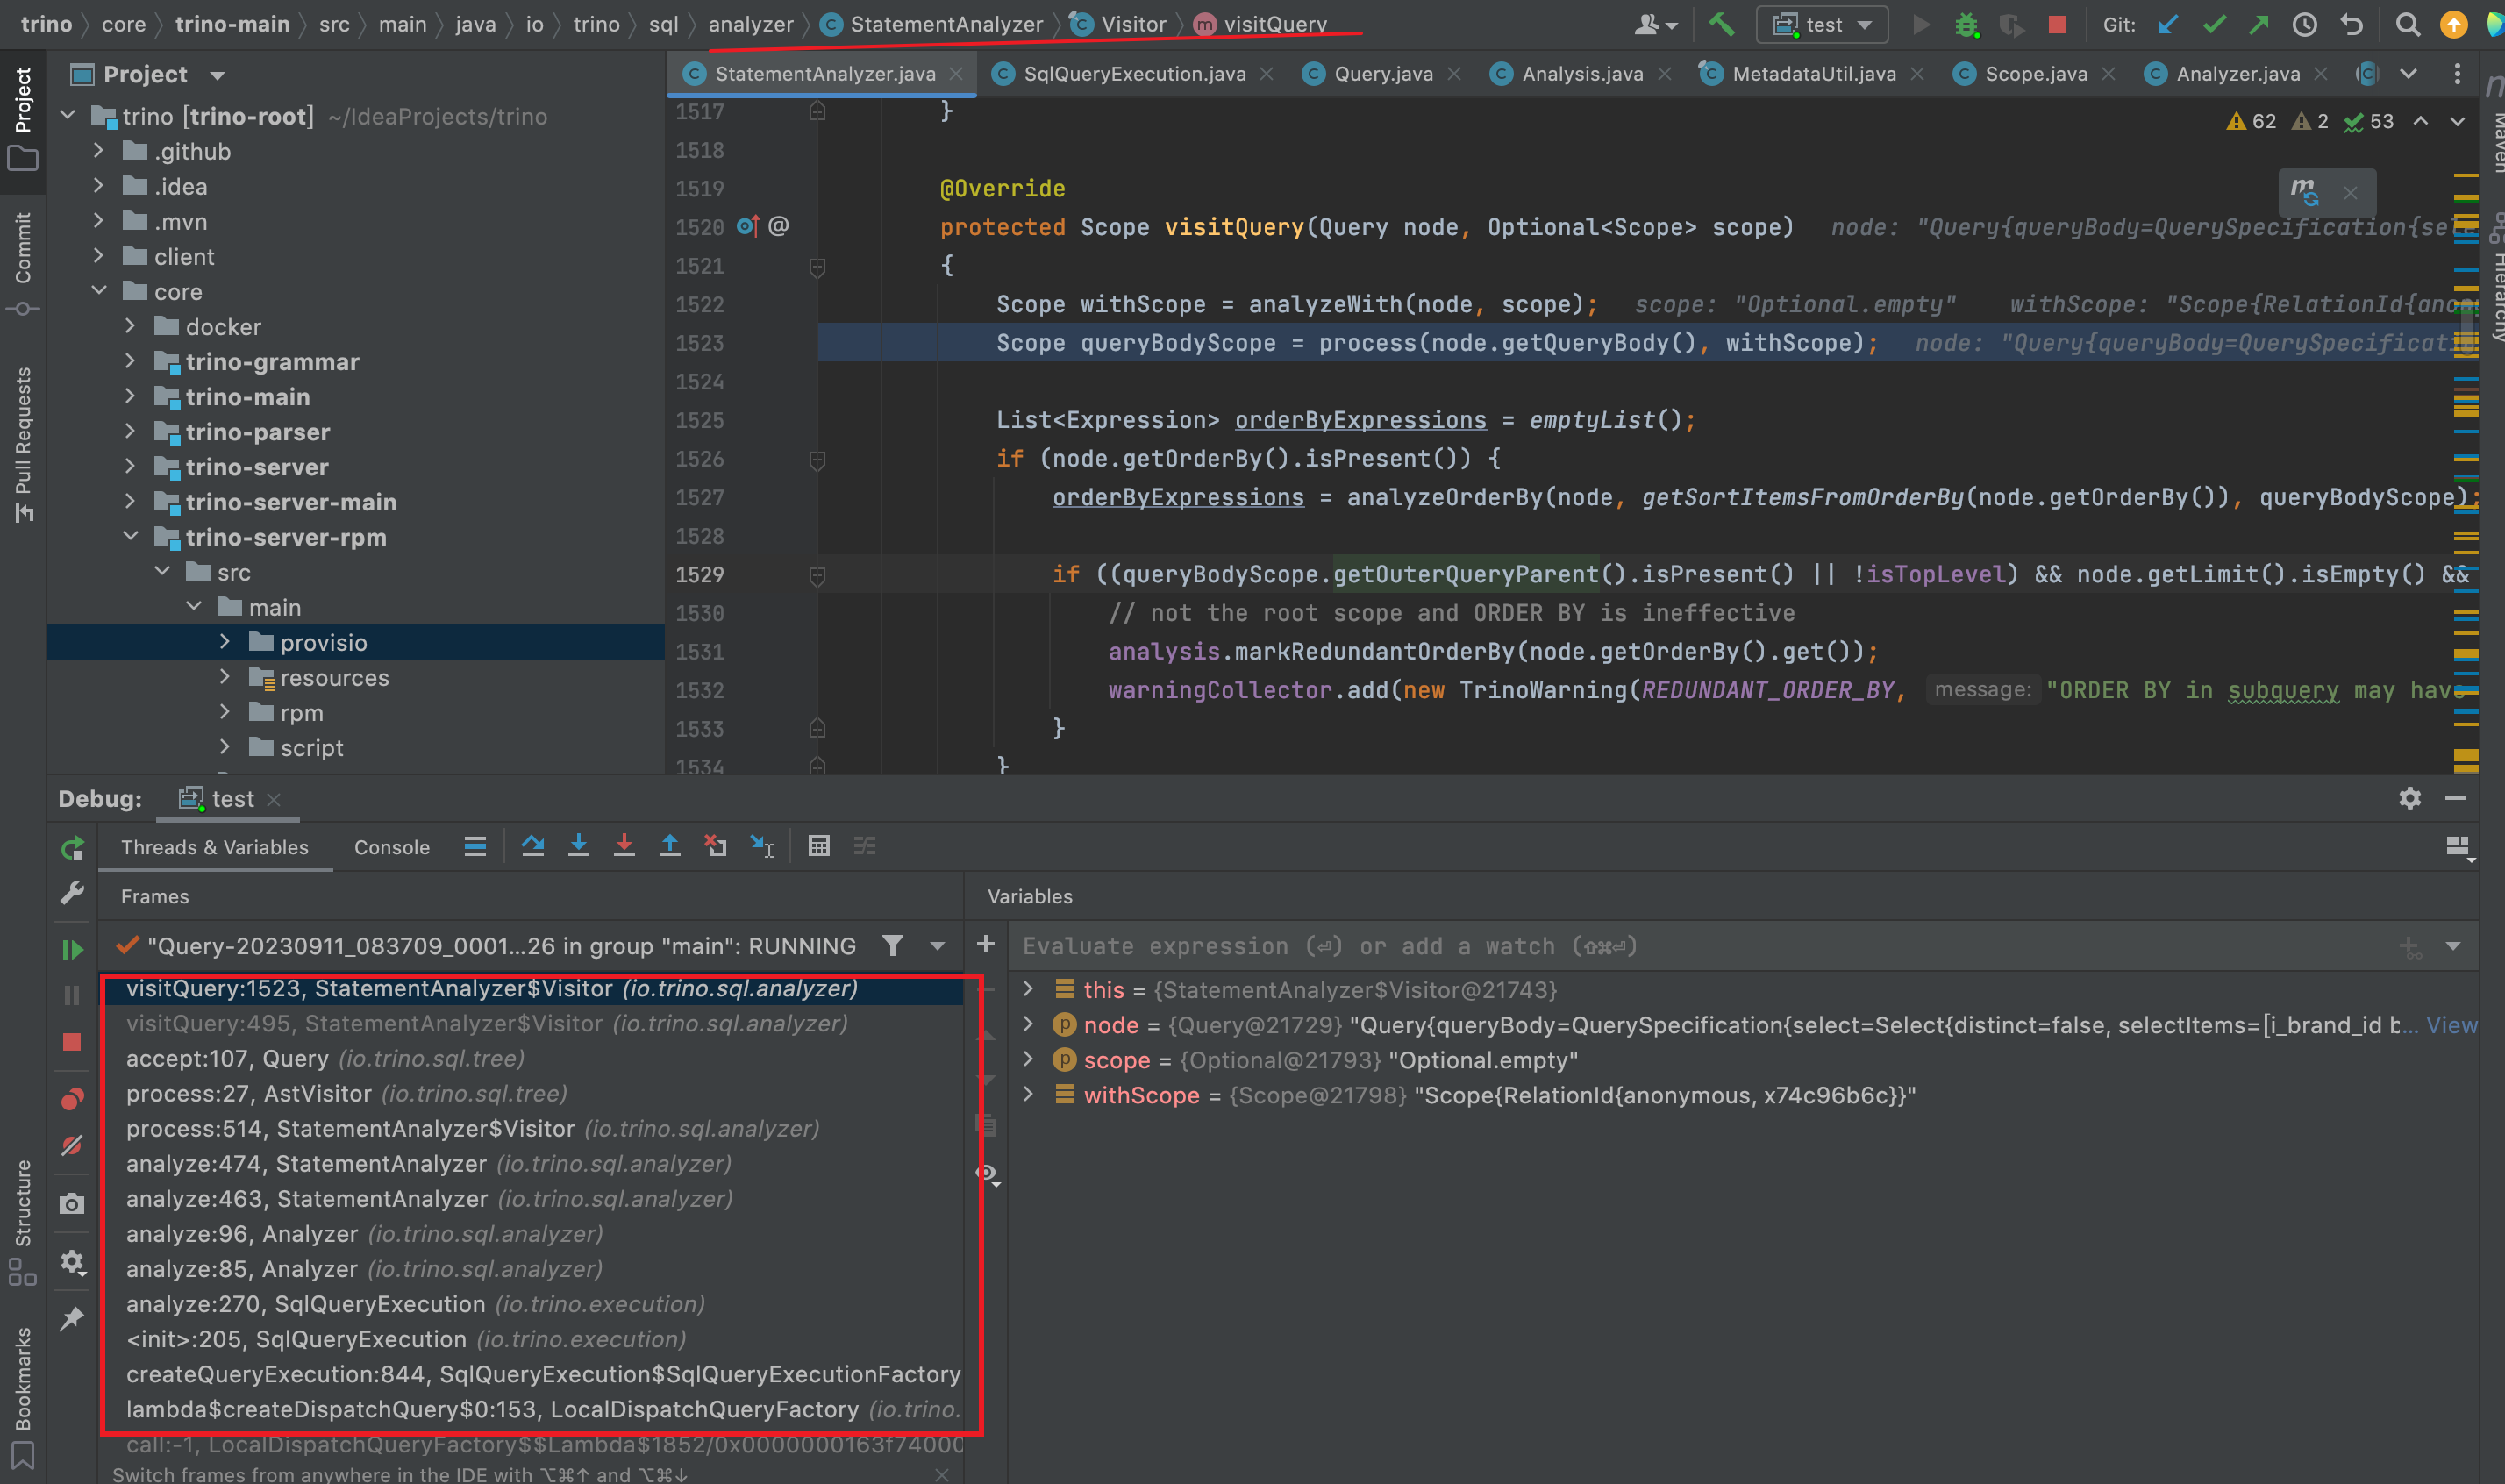 trino core trino-main src main java io trino sql analyzer StatementAnalyzer Visitor visitQuery test Git:
Project
StatementAnalyzer.java SqlQueryExecution.java Query.java Analysis.java MetadataUtil.java Scope.java Analyzer.java
trino [trino-root] ~/IdeaProjects/trino
.github
.idea
.mvn
client
core
docker
trino-grammar
trino-main
trino-parser
trino-server
trino-server-main
trino-server-rpm
src
main
provisio
resources
rpm
script
Project
Commit
Pull Requests
Structure
Bookmarks
Maven
Hierarchy
62 2 53
1517 }
1518
1519 @Override
1520 @ protected Scope visitQuery(Query node, Optional<Scope> scope) node: "Query{queryBody=QuerySpecification{sele
1521 {
1522 Scope withScope = analyzeWith(node, scope); scope: "Optional.empty" withScope: "Scope{RelationId{anon
1523 Scope queryBodyScope = process(node.getQueryBody(), withScope); node: "Query{queryBody=QuerySpecificati
1524
1525 List<Expression> orderByExpressions = emptyList();
1526 if (node.getOrderBy().isPresent()) {
1527 orderByExpressions = analyzeOrderBy(node, getSortItemsFromOrderBy(node.getOrderBy()), queryBodyScope);
1528
1529 if ((queryBodyScope.getOuterQueryParent().isPresent() || !isTopLevel) && node.getLimit().isEmpty() &&
1530 // not the root scope and ORDER BY is ineffective
1531 analysis.markRedundantOrderBy(node.getOrderBy().get());
1532 warningCollector.add(new TrinoWarning(REDUNDANT_ORDER_BY, message: "ORDER BY in subquery may have
1533 }
1534 }
Debug: test
Threads & Variables Console
Frames
"Query-20230911_083709_0001...26 in group "main": RUNNING
visitQuery:1523, StatementAnalyzer$Visitor (io.trino.sql.analyzer)
visitQuery:495, StatementAnalyzer$Visitor (io.trino.sql.analyzer)
accept:107, Query (io.trino.sql.tree)
process:27, AstVisitor (io.trino.sql.tree)
process:514, StatementAnalyzer$Visitor (io.trino.sql.analyzer)
analyze:474, StatementAnalyzer (io.trino.sql.analyzer)
analyze:463, StatementAnalyzer (io.trino.sql.analyzer)
analyze:96, Analyzer (io.trino.sql.analyzer)
analyze:85, Analyzer (io.trino.sql.analyzer)
analyze:270, SqlQueryExecution (io.trino.execution)
<init>:205, SqlQueryExecution (io.trino.execution)
createQueryExecution:844, SqlQueryExecution$SqlQueryExecutionFactory
lambda$createDispatchQuery$0:153, LocalDispatchQueryFactory (io.trino.
call:-1, LocalDispatchQueryFactory$$Lambda$1852/0x0000000163f74000
Switch frames from anywhere in the IDE with ⌥⌘↑ and ⌥⌘↓
Variables
Evaluate expression (⏎) or add a watch (⇧⌘⏎)
this = {StatementAnalyzer$Visitor@21743}
node = {Query@21729} "Query{queryBody=QuerySpecification{select=Select{distinct=false, selectItems=[i_brand_id b... View
scope = {Optional@21793} "Optional.empty"
withScope = {Scope@21798} "Scope{RelationId{anonymous, x74c96b6c}}"